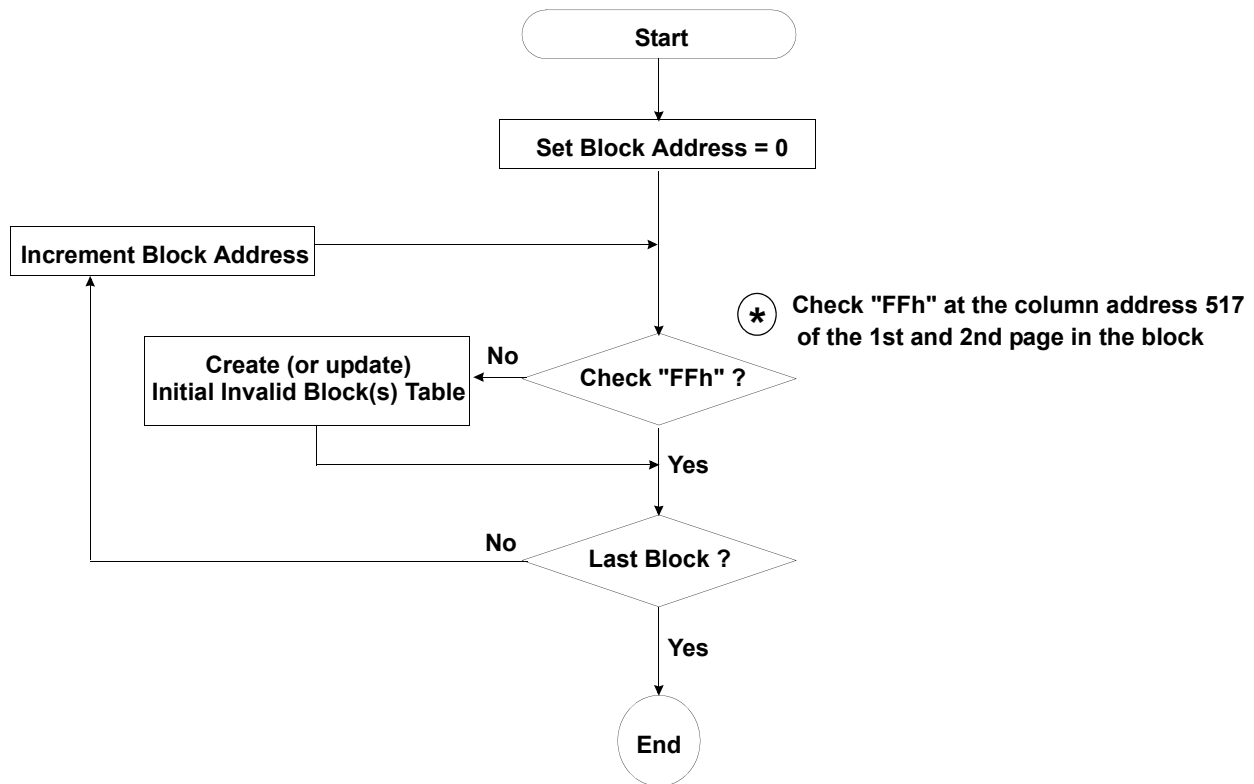 Start
Set Block Address = 0
Increment Block Address
* Check "FFh" at the column address 517
of the 1st and 2nd page in the block
No
Create (or update)
Initial Invalid Block(s) Table
Check "FFh" ?
Yes
No
Last Block ?
Yes
End